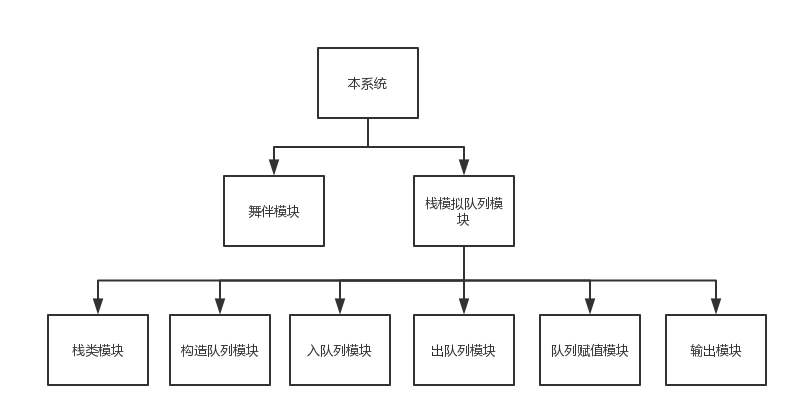 本系统
舞伴模块
栈模拟队列模
块
栈类模块
构造队列模块
入队列模块
出队列模块
队列赋值模块
输出模块